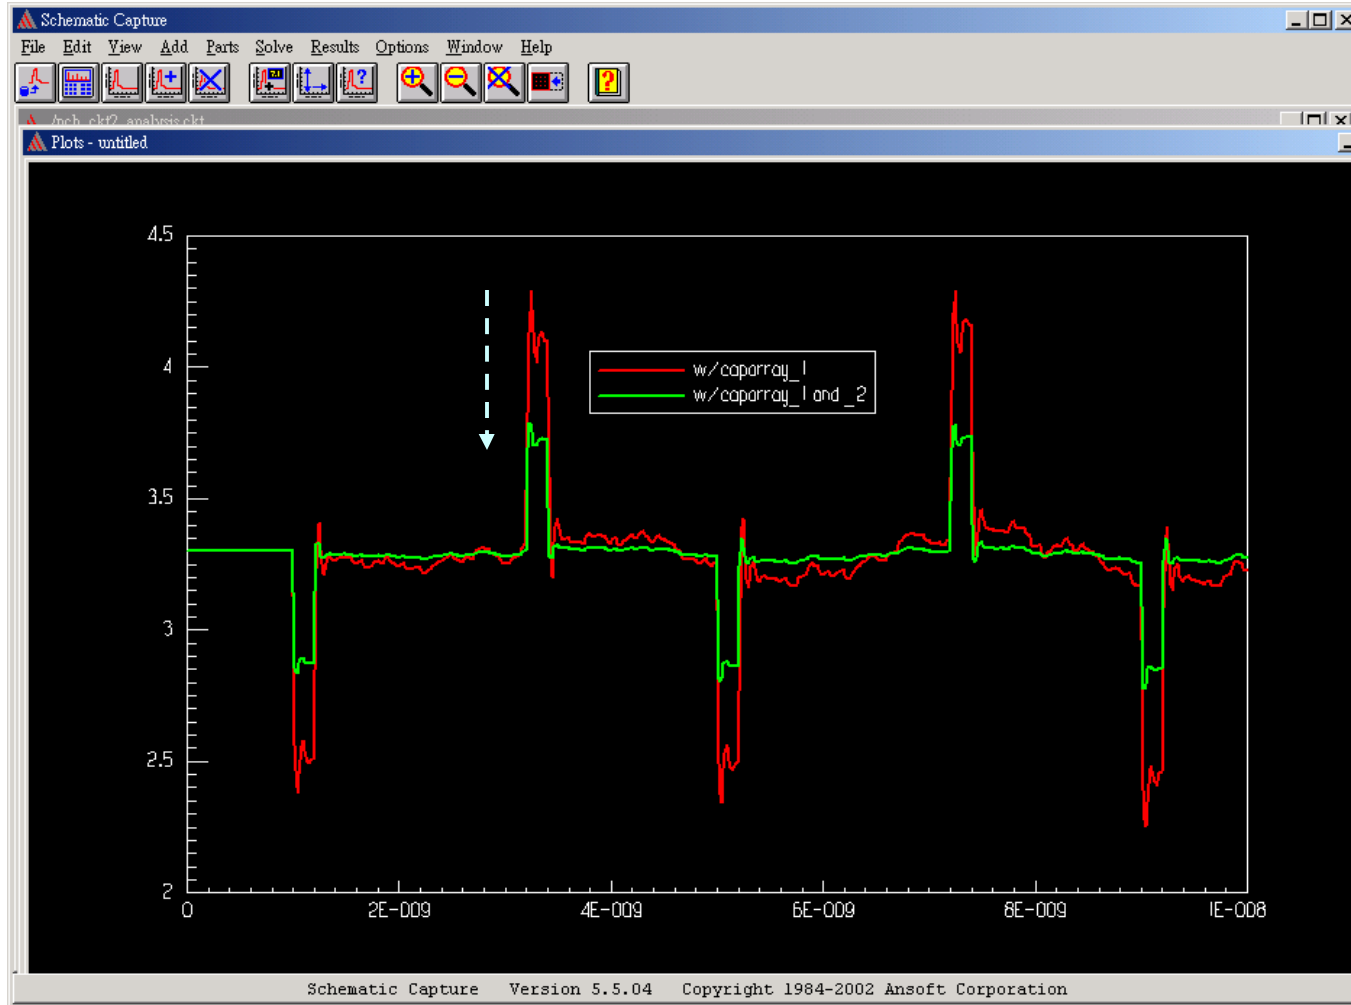 Schematic Capture
File Edit View Add Parts Solve Results Options Window Help
/pcb_ckt2_analysis.ckt
Plots - untitled
4.5
4
3.5
3
2.5
2
w/caparray_1
w/caparray_1 and _2
0 2E-009 4E-009 6E-009 8E-009 1E-008
Schematic Capture Version 5.5.04 Copyright 1984-2002 Ansoft Corporation